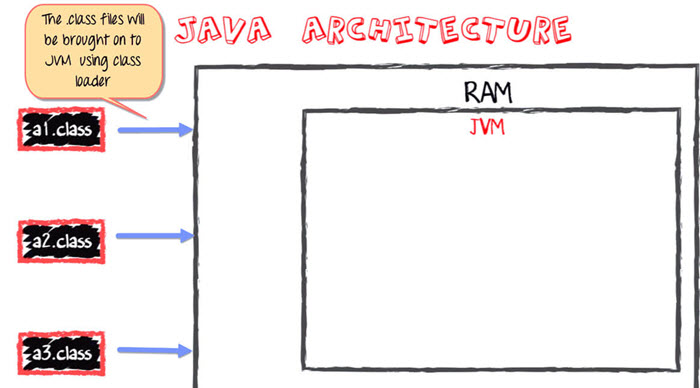 The .class files will
be brought on to
JVM using class
loader
JAVA ARCHITECTURE
RAM
JVM
a1.class
a2.class
a3.class